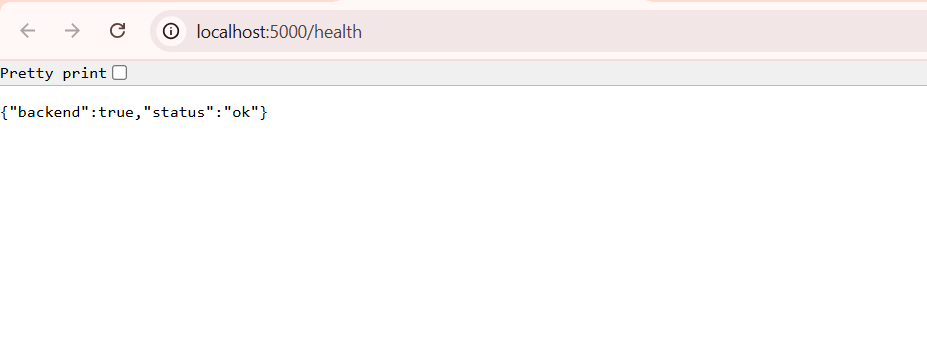 localhost:5000/health
Pretty print
{"backend":true,"status":"ok"}